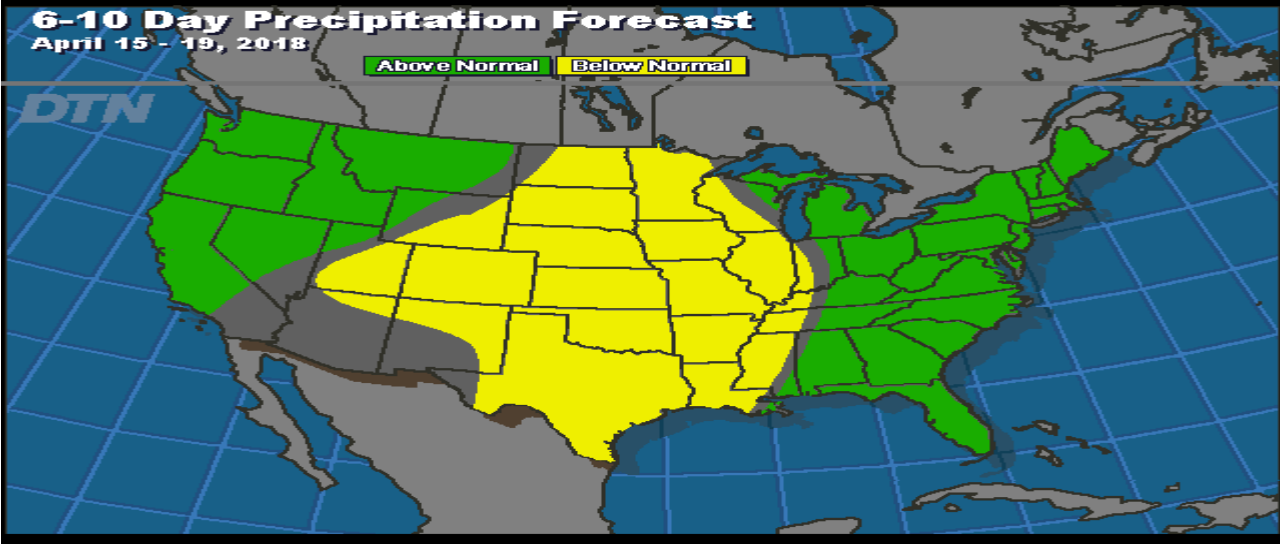 6-10 Day Precipitation Forecast
April 15 - 19, 2018
Above Normal Below Normal
DTN